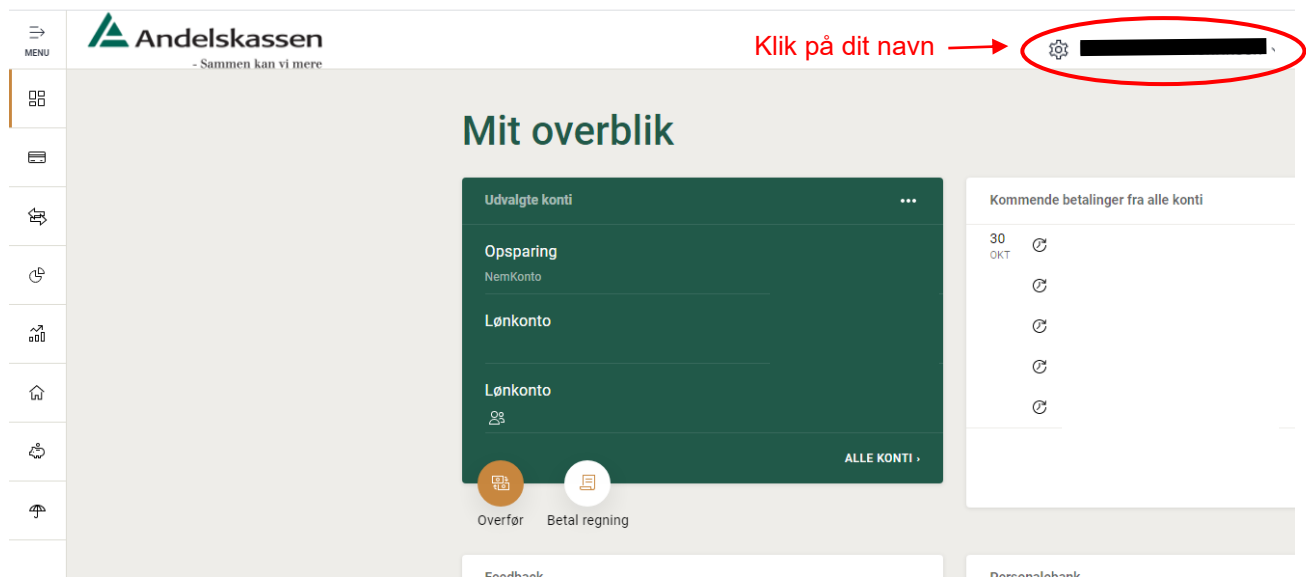 MENU
Andelskassen
- Sammen kan vi mere
Klik på dit navn
Mit overblik
Udvalgte konti
Opsparing
NemKonto
Lønkonto
Lønkonto
ALLE KONTI ›
Overfør
Betal regning
Kommende betalinger fra alle konti
30
OKT
Feedback
Personalebank